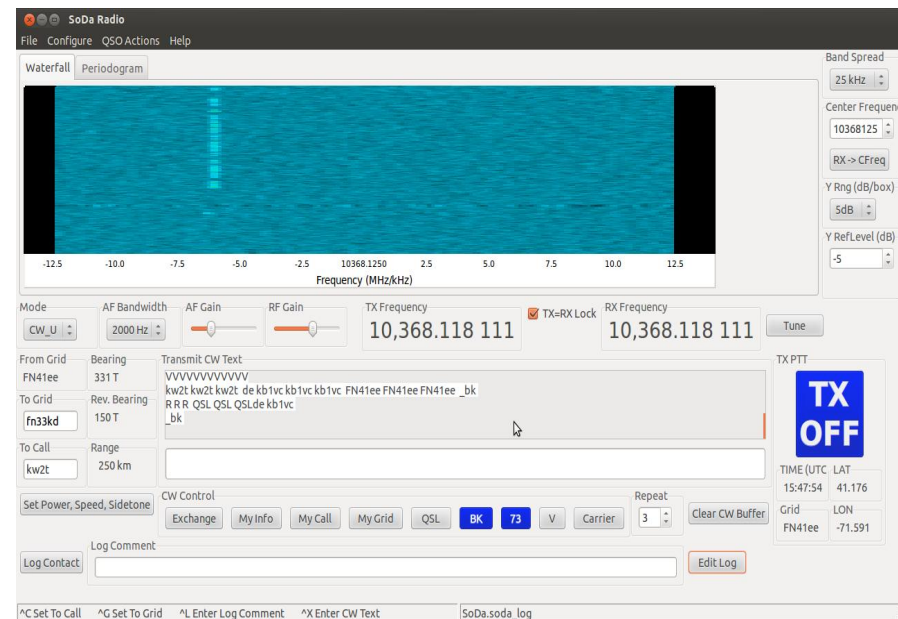 SoDa Radio
File Configure QSO Actions Help
Waterfall Periodogram
Band Spread
25 kHz
Center Frequen
10368125
RX -> CFreq
Y Rng (dB/box)
5dB
Y RefLevel (dB)
-5
-12.5 -10.0 -7.5 -5.0 -2.5 10368.1250 2.5 5.0 7.5 10.0 12.5
Frequency (MHz/kHz)
Mode AF Bandwidth AF Gain RF Gain TX Frequency TX=RX Lock RX Frequency
CW_U 2000 Hz 10,368.118 111 10,368.118 111 Tune
From Grid Bearing Transmit CW Text TX PTT
FN41ee 331 T
To Grid Rev. Bearing
fn33kd 150 T
To Call Range
kw2t 250 km
VVVVVVVVVVVV
kw2t kw2t kw2t de kb1vc kb1vc kb1vc FN41ee FN41ee FN41ee _bk
R R R QSL QSL QSLde kb1vc
_bk
TX
OFF
TIME (UTC LAT
15:47:54 41.176
Grid LON
FN41ee -71.591
Set Power, Speed, Sidetone
CW Control Repeat
Exchange My Info My Call My Grid QSL BK 73 V Carrier 3 Clear CW Buffer
Log Comment
Log Contact Edit Log
^C Set To Call ^G Set To Grid ^L Enter Log Comment ^X Enter CW Text SoDa.soda_log